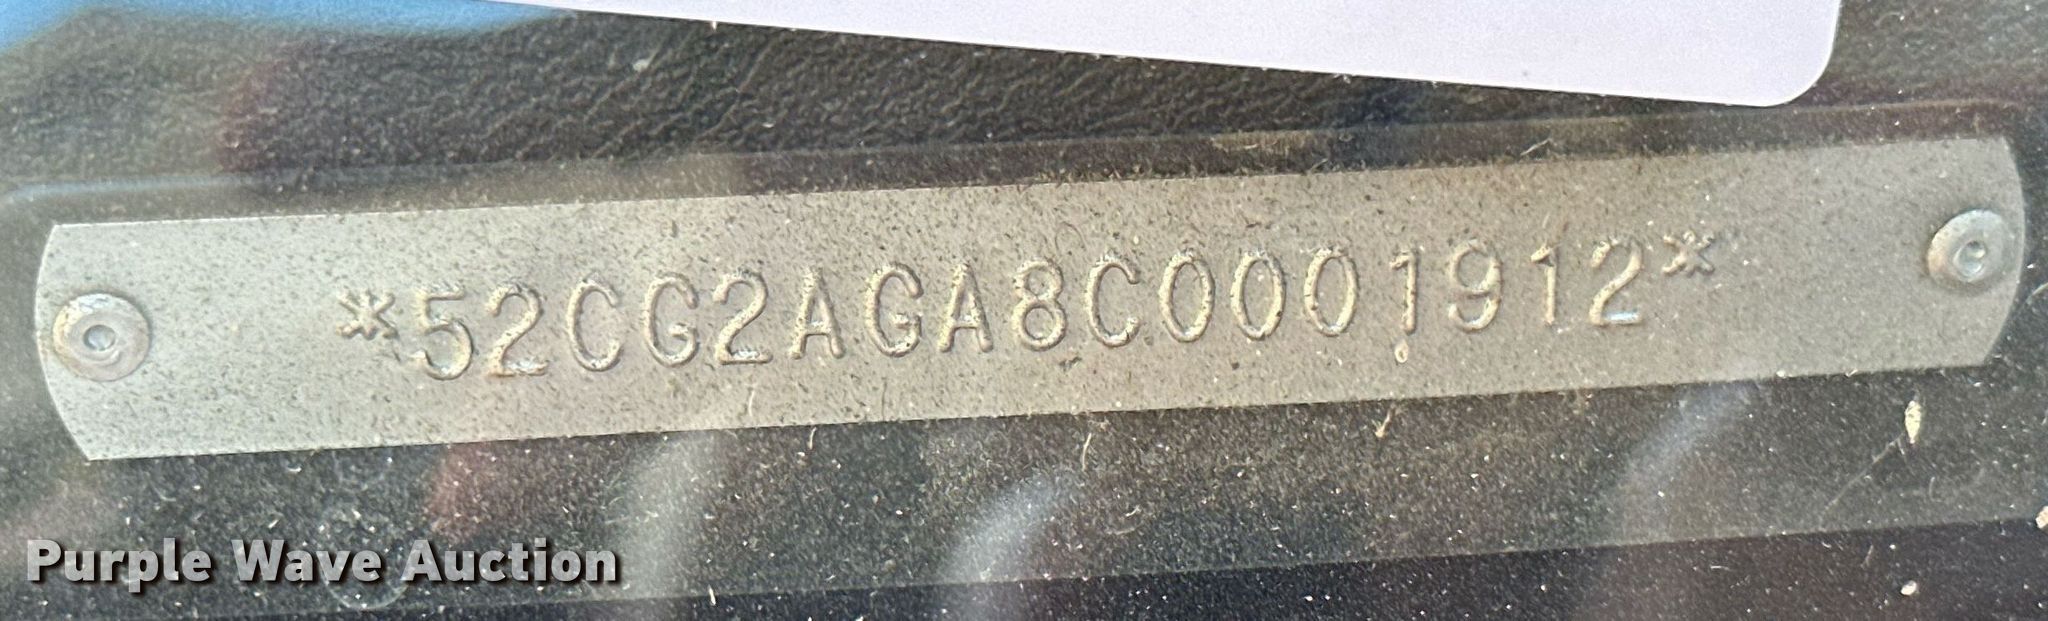 *52CG2AGA8C0001912*
Purple Wave Auction